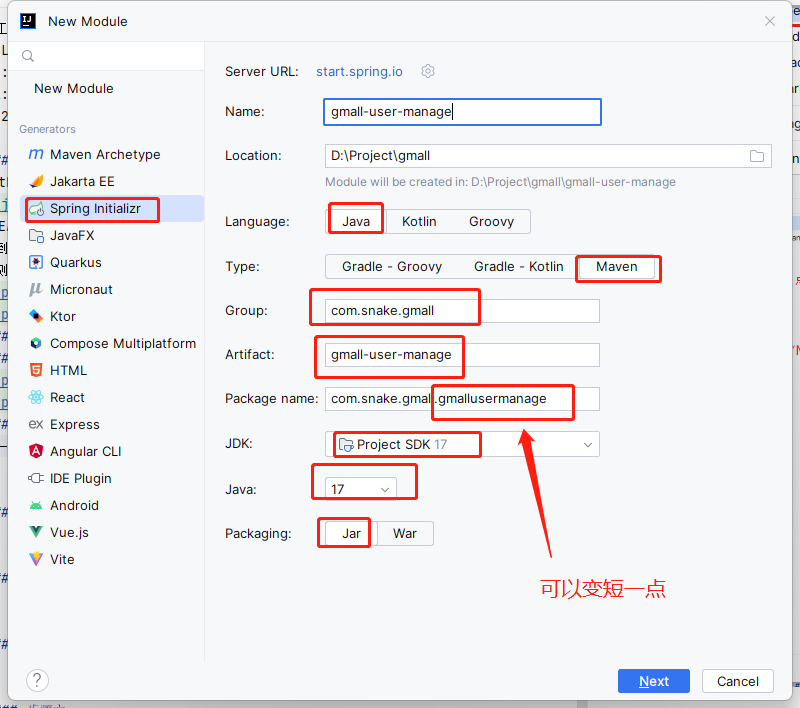 New Module
New Module
Generators
Maven Archetype
Jakarta EE
Spring Initializr
JavaFX
Quarkus
Micronaut
Ktor
Compose Multiplatform
HTML
React
Express
Angular CLI
IDE Plugin
Android
Vue.js
Vite
Server URL: start.spring.io
Name: gmall-user-manage
Location: D:\Project\gmall
Module will be created in: D:\Project\gmall\gmall-user-manage
Language: Java Kotlin Groovy
Type: Gradle - Groovy Gradle - Kotlin Maven
Group: com.snake.gmall
Artifact: gmall-user-manage
Package name: com.snake.gmall.gmallusermanage
JDK: Project SDK 17
Java: 17
Packaging: Jar War
可以变短一点
? Next Cancel